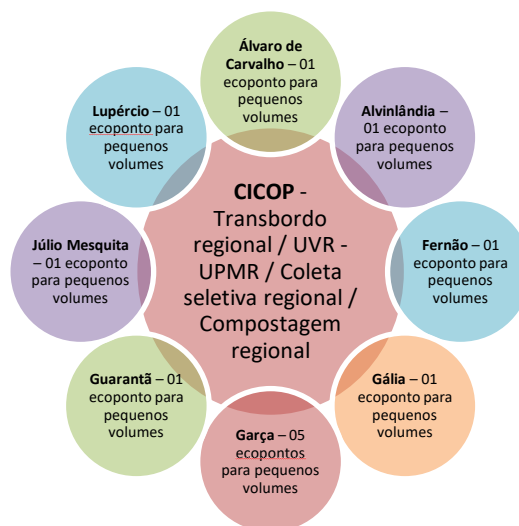 Álvaro de
Carvalho – 01
ecoponto para
pequenos
volumes
Alvinlândia –
01 ecoponto
para pequenos
volumes
Fernão – 01
ecoponto para
pequenos
volumes
Gália – 01
ecoponto para
pequenos
volumes
Garça – 05
ecopontos
para pequenos
volumes
Guarantã – 01
ecoponto para
pequenos
volumes
Júlio Mesquita
– 01 ecoponto
para pequenos
volumes
Lupércio – 01
ecoponto para
pequenos
volumes
CICOP -
Transbordo
regional / UVR -
UPMR / Coleta
seletiva regional /
Compostagem
regional